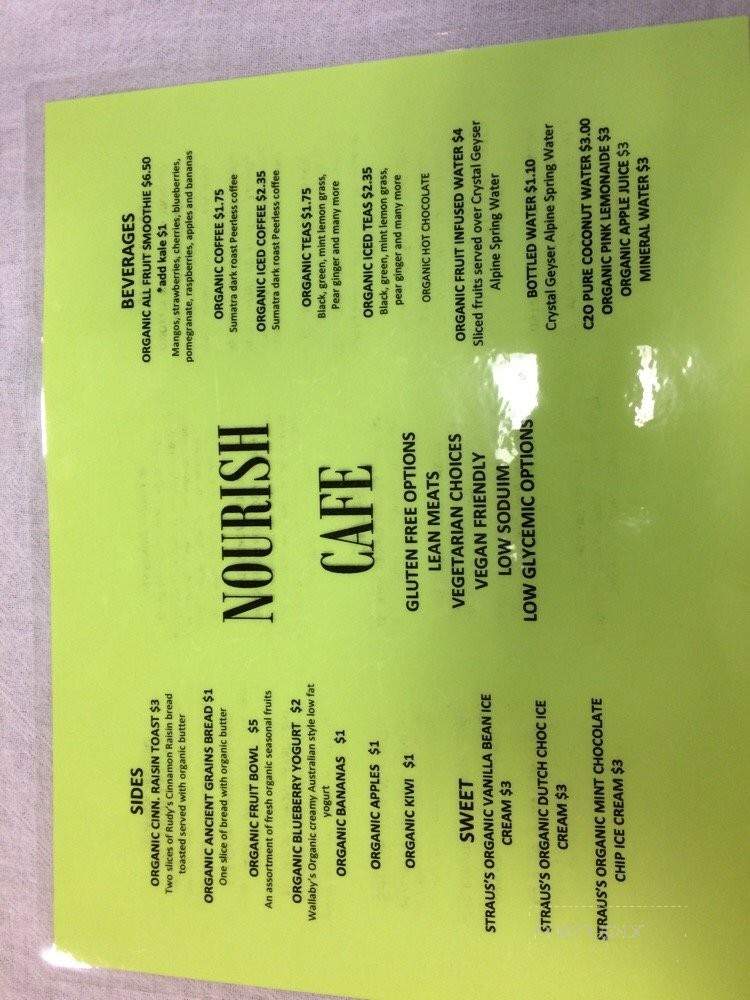 SIDES
ORGANIC CINN. RAISIN TOAST $3
Two slices of Rudy's Cinnamon Raisin bread
toasted served with organic butter
ORGANIC ANCIENT GRAINS BREAD $1
One slice of bread with organic butter
ORGANIC FRUIT BOWL $5
An assortment of fresh organic seasonal fruits
ORGANIC BLUEBERRY YOGURT $2
Wallaby's Organic creamy Australian style low fat
yogurt
ORGANIC BANANAS $1
ORGANIC APPLES $1
ORGANIC KIWI $1
SWEET
STRAUS'S ORGANIC VANILLA BEAN ICE
CREAM $3
STRAUS'S ORGANIC DUTCH CHOC ICE
CREAM $3
STRAUS'S ORGANIC MINT CHOCOLATE
CHIP ICE CREAM $3
NOURISH
CAFE
GLUTEN FREE OPTIONS
LEAN MEATS
VEGETARIAN CHOICES
VEGAN FRIENDLY
LOW SODUIM
LOW GLYCEMIC OPTIONS
BEVERAGES
ORGANIC ALL FRUIT SMOOTHIE $6.50
*add kale $1
Mangos, strawberries, cherries, blueberries,
pomegranate, raspberries, apples and bananas
ORGANIC COFFEE $1.75
Sumatra dark roast Peerless coffee
ORGANIC ICED COFFEE $2.35
Sumatra dark roast Peerless coffee
ORGANIC TEAS $1.75
Black, green, mint lemon grass,
Pear ginger and many more
ORGANIC ICED TEAS $2.35
Black, green, mint lemon grass,
pear ginger and many more
ORGANIC HOT CHOCOLATE
ORGANIC FRUIT INFUSED WATER $4
Sliced fruits served over Crystal Geyser
Alpine Spring Water
BOTTLED WATER $1.10
Crystal Geyser Alpine Spring Water
C2O PURE COCONUT WATER $3.00
ORGANIC PINK LEMONAIDE $3
ORGANIC APPLE JUICE $3
MINERAL WATER $3